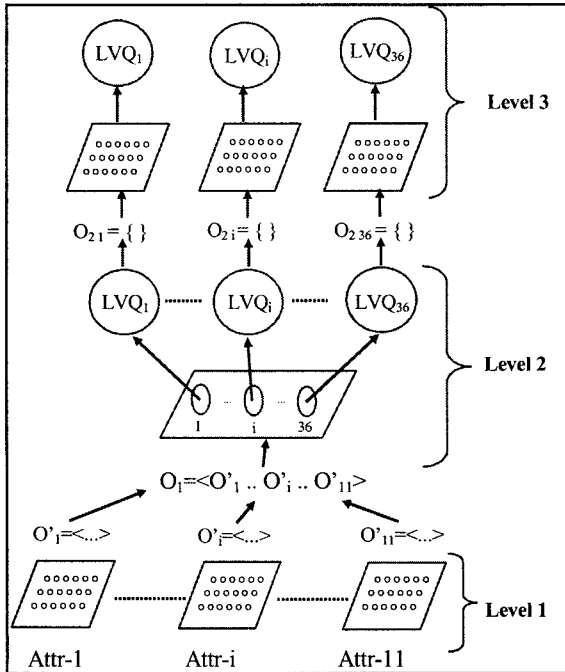 LVQ₁ LVQᵢ LVQ₃₆
Level 3
O₂ ₁ = { } O₂ ᵢ = { } O₂ ₃₆ = { }
LVQ₁ LVQᵢ LVQ₃₆
Level 2
... ...
1 i 36
O₁=<O'₁ .. O'ᵢ .. O'₁₁>
O'₁=<...> O'ᵢ=<...> O'₁₁=<...>
Level 1
Attr-1 Attr-i Attr-11